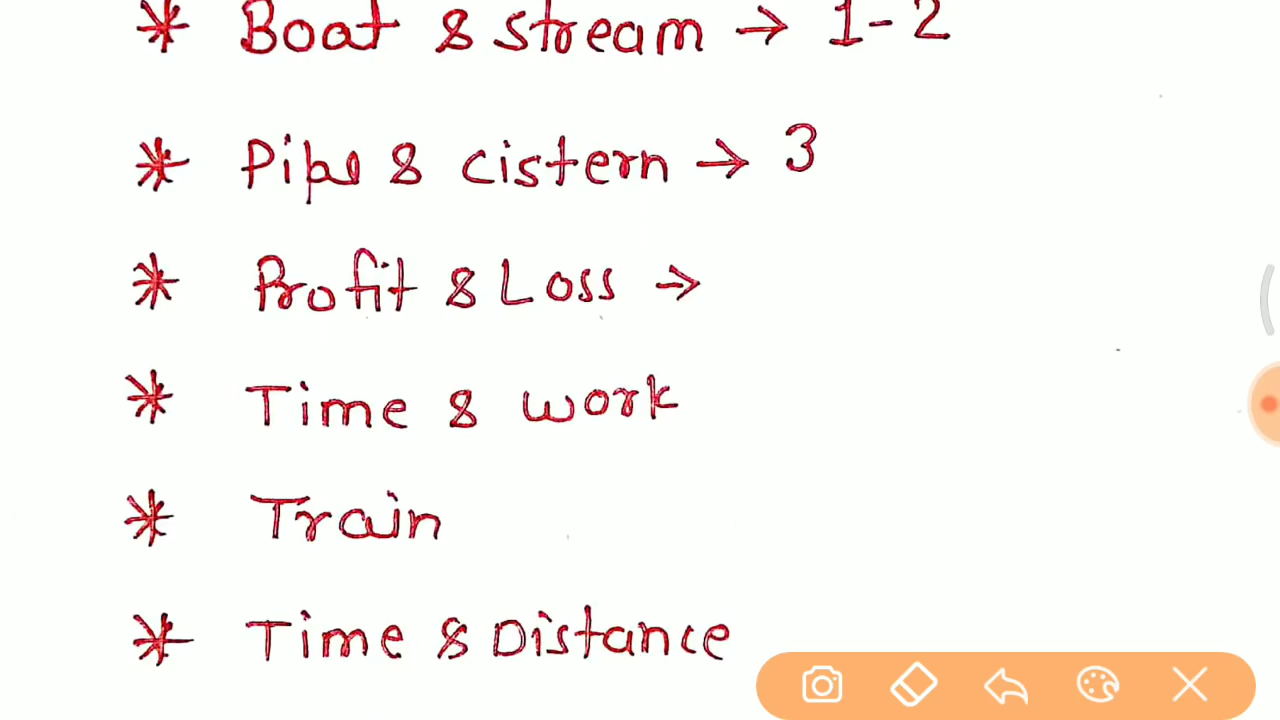 * Boat & stream → 1-2
* Pipe & cistern → 3
* Profit & Loss →
* Time & work
* Train
* Time & Distance